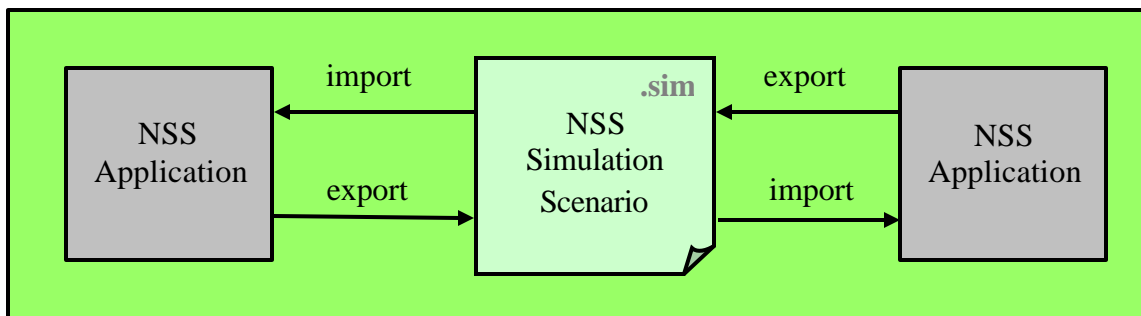 import
.sim
export
NSS
Application
NSS
Simulation
Scenario
NSS
Application
export
import